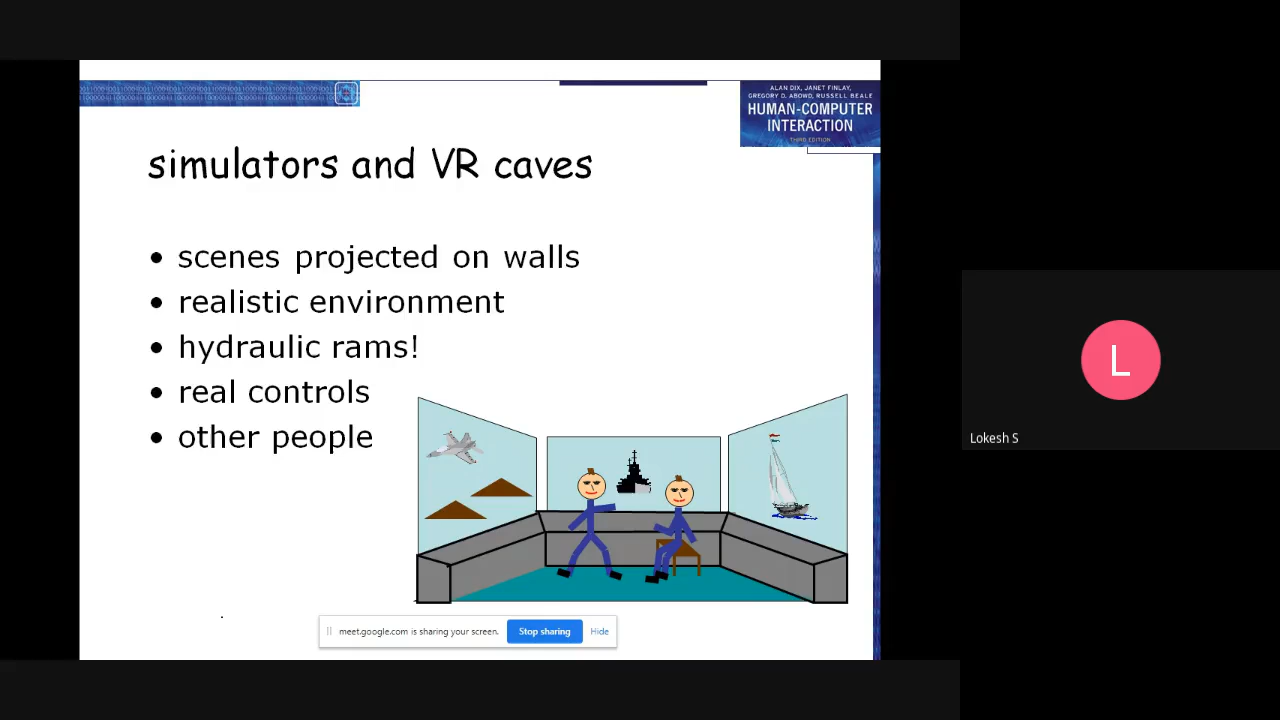 ALAN DIX, JANET FINLAY,
GREGORY D. ABOWD, RUSSELL BEALE
HUMAN-COMPUTER
INTERACTION
THIRD EDITION
simulators and VR caves
• scenes projected on walls
• realistic environment
• hydraulic rams!
• real controls
• other people
L
Lokesh S
meet.google.com is sharing your screen.
Stop sharing
Hide